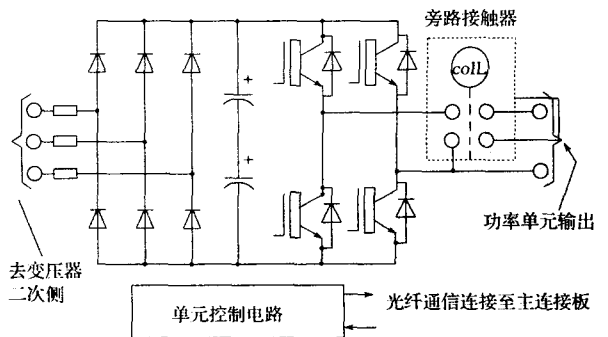 旁路接触器
coiL
+
+
功率单元输出
去变压器
二次侧
光纤通信连接至主连接板
单元控制电路